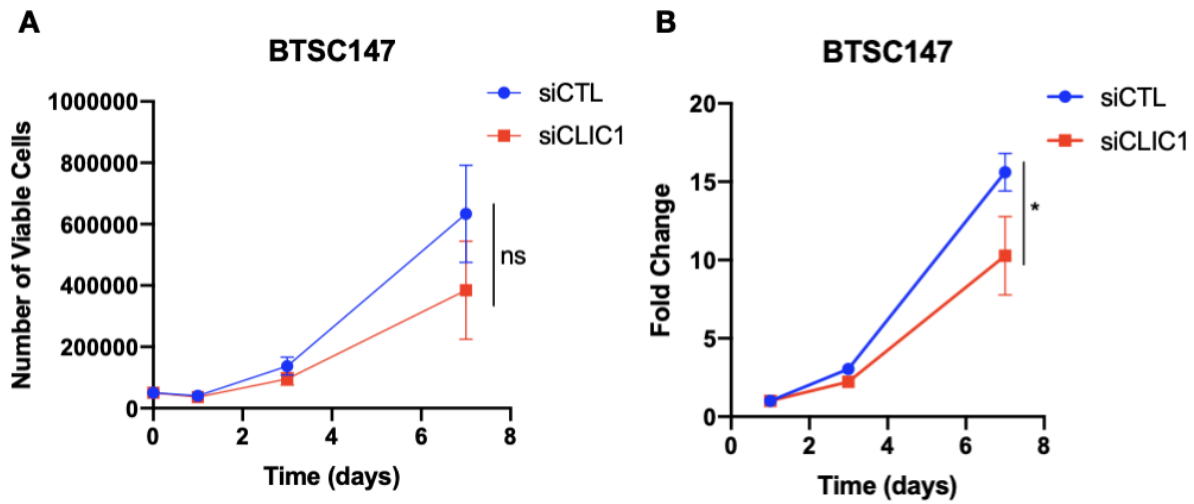 A
BTSC147
siCTL
siCLIC1
Number of Viable Cells
1000000
800000
600000
400000
200000
0
ns
0 2 4 6 8
Time (days)
B
BTSC147
siCTL
siCLIC1
Fold Change
20
15
10
5
0
*
0 2 4 6 8
Time (days)